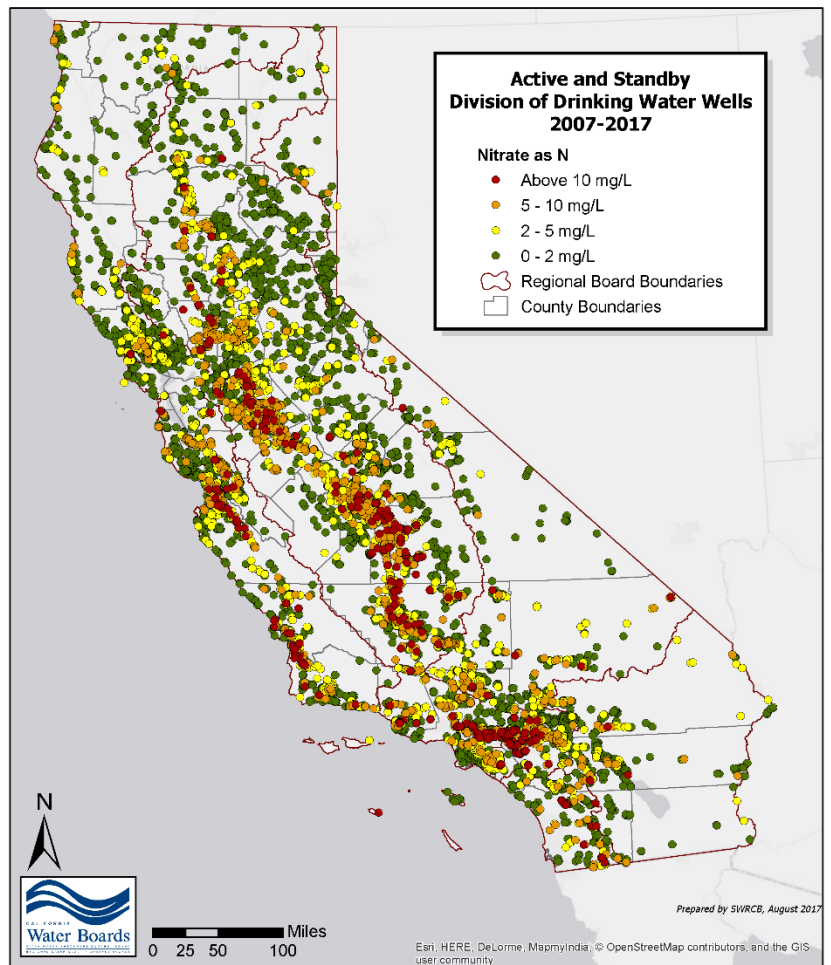 Active and Standby
Division of Drinking Water Wells
2007-2017
Nitrate as N
Above 10 mg/L
5 - 10 mg/L
2 - 5 mg/L
0 - 2 mg/L
Regional Board Boundaries
County Boundaries
N
CALIFORNIA
Water Boards
Miles
0 25 50 100
Prepared by SWRCB, August 2017
Esri, HERE, DeLorme, MapmyIndia, © OpenStreetMap contributors, and the GIS
user community